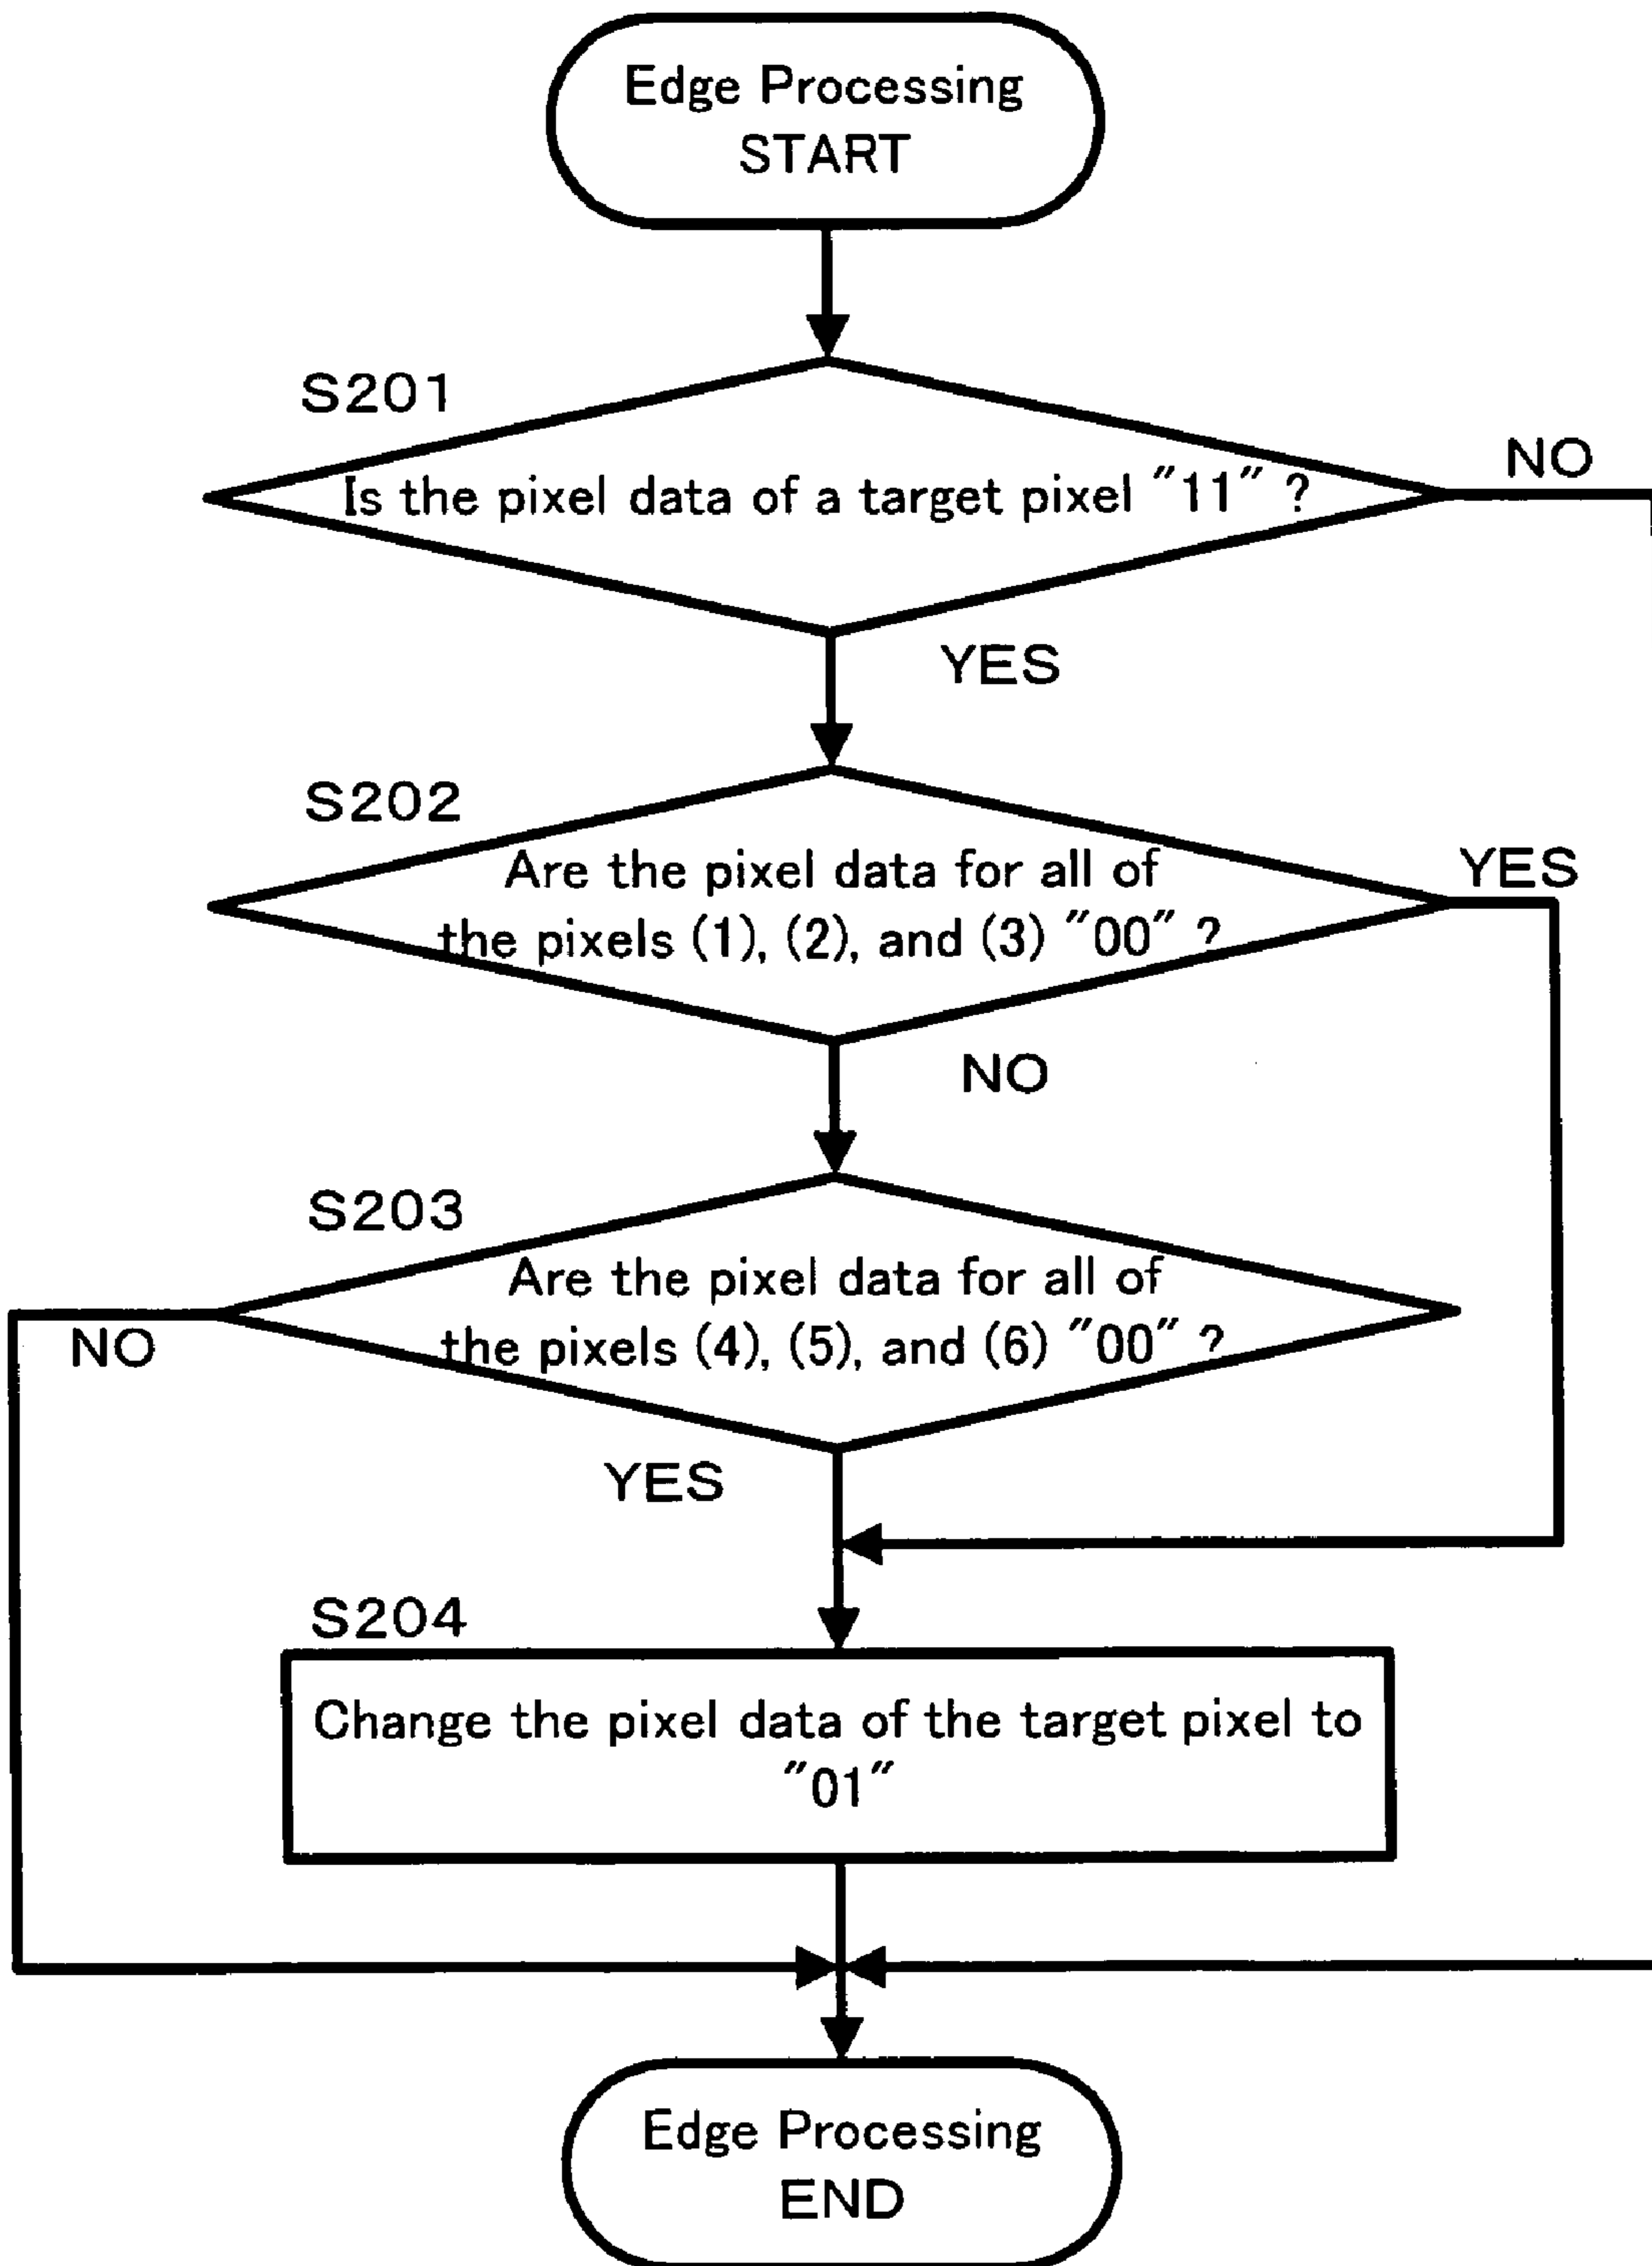 Edge Processing
START
S201
Is the pixel data of a target pixel "11" ?
NO
YES
S202
Are the pixel data for all of
the pixels (1), (2), and (3) "00" ?
YES
NO
S203
Are the pixel data for all of
the pixels (4), (5), and (6) "00" ?
NO
YES
S204
Change the pixel data of the target pixel to
"01"
Edge Processing
END